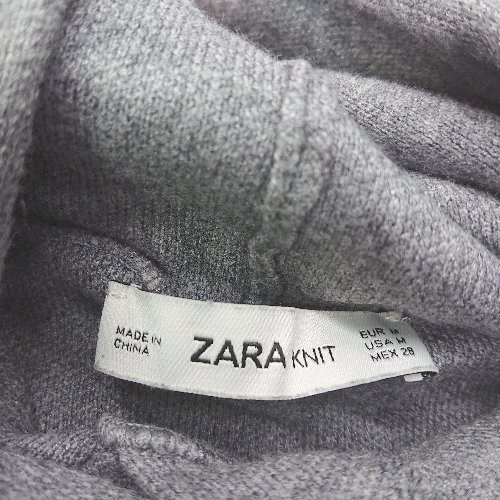 MADE IN
CHINA
ZARA KNIT
EUR M
USA M
MEX 28